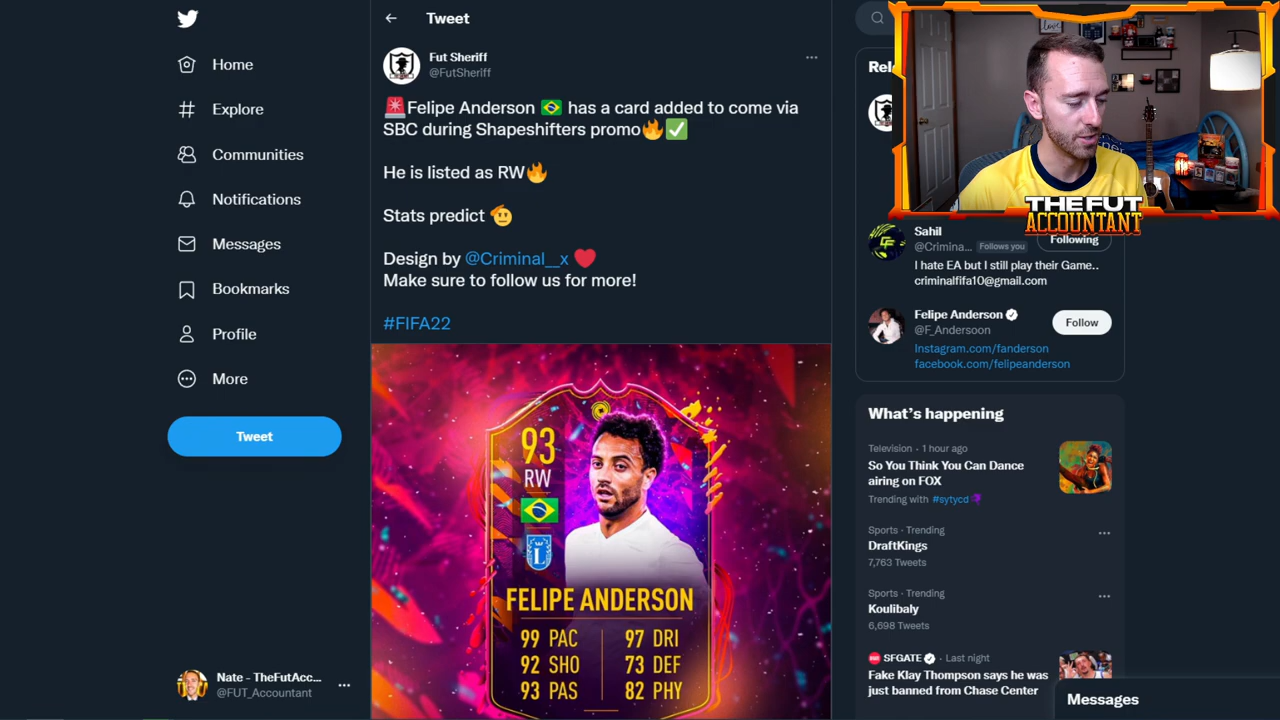 Tweet
Home
Explore
Communities
Notifications
Messages
Bookmarks
Profile
More
Tweet
Nate - TheFutAcc...
@FUT_Accountant
Fut Sheriff
@FutSheriff
🚨Felipe Anderson 🇧🇷 has a card added to come via
SBC during Shapeshifters promo🔥✅
He is listed as RW🔥
Stats predict 🫡
Design by @Criminal__x ❤️
Make sure to follow us for more!
#FIFA22
93
RW
L
FELIPE ANDERSON
99 PAC 97 DRI
92 SHO 73 DEF
93 PAS 82 PHY
Rel
THE FUT
ACCOUNTANT
Sahil
@Crimina... Follows you
Following
I hate EA but I still play their Game..
criminalfifa10@gmail.com
Felipe Anderson
@F_Andersoon
Follow
Instagram.com/fanderson
facebook.com/felipeanderson
What's happening
Television · 1 hour ago
So You Think You Can Dance
airing on FOX
Trending with #sytycd
Sports · Trending
DraftKings
7,763 Tweets
Sports · Trending
Koulibaly
6,698 Tweets
SFGATE · Last night
Fake Klay Thompson says he was
just banned from Chase Center
Messages